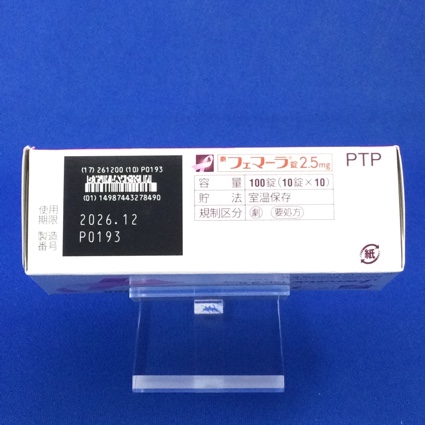 (17) 261200 (10) P0193
(01) 14987443278490
使用期限 2026.12
製造番号 P0193
劇 フェマーラ錠 2.5mg
PTP
容量 100錠(10錠×10)
貯法 室温保存
規制区分 劇 要処方
紙